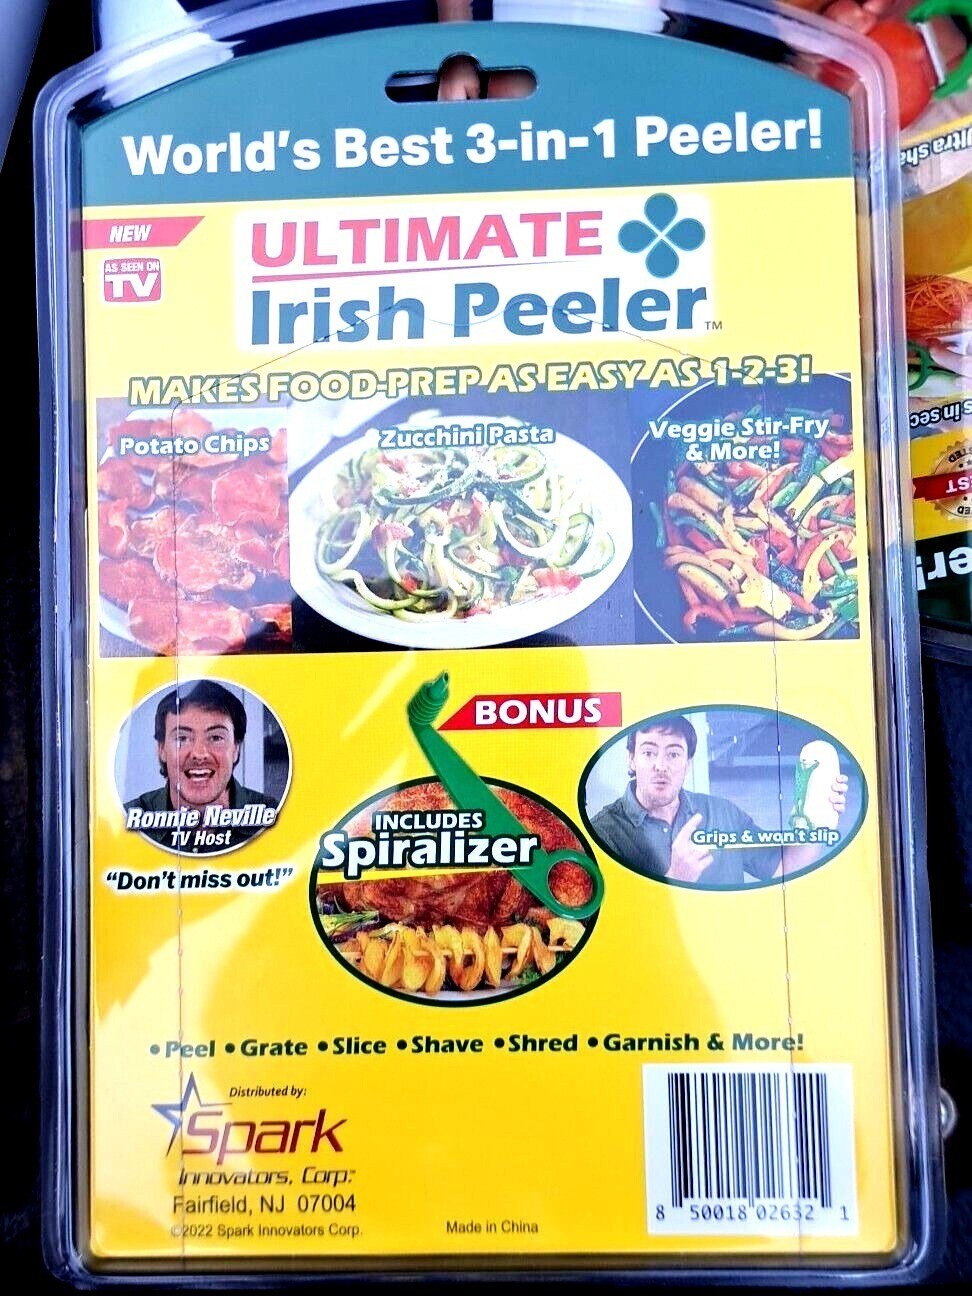 World's Best 3-in-1 Peeler!
NEW
AS SEEN ON
TV
ULTIMATE
Irish Peeler™
MAKES FOOD-PREP AS EASY AS 1-2-3!
Potato Chips
Zucchini Pasta
Veggie Stir-Fry
& More!
BONUS
INCLUDES
Spiralizer
Ronnie Neville
TV Host
"Don't miss out!"
Grips & won't slip
•Peel •Grate •Slice •Shave •Shred •Garnish & More!
Distributed by:
Spark
Innovators, Corp.™
Fairfield, NJ 07004
©2022 Spark Innovators Corp.
Made in China
8 50018 02632 1